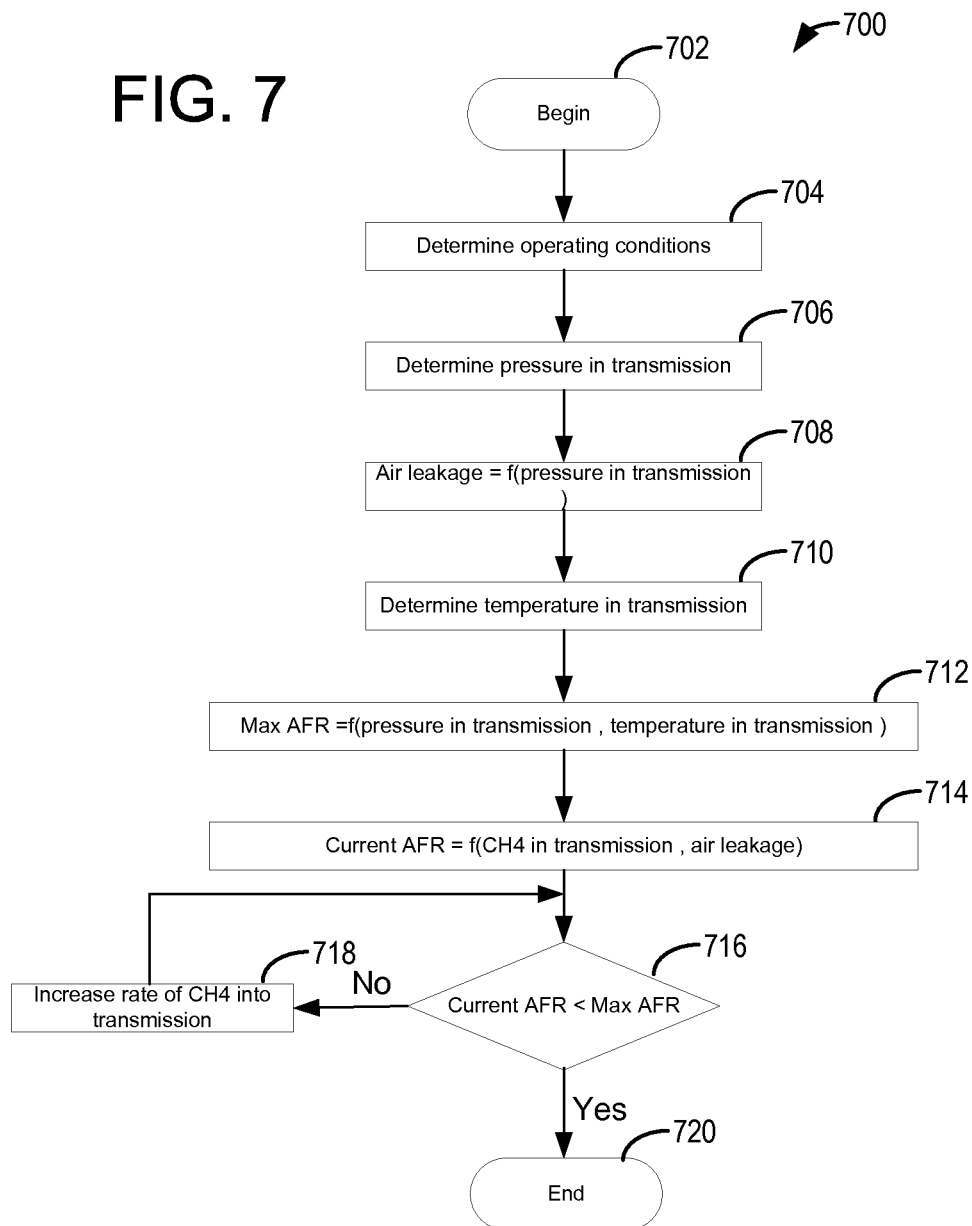 FIG. 7
700
702
Begin
704
Determine operating conditions
706
Determine pressure in transmission
708
Air leakage = f(pressure in transmission
)
710
Determine temperature in transmission
712
Max AFR =f(pressure in transmission , temperature in transmission )
714
Current AFR = f(CH4 in transmission , air leakage)
716
Current AFR < Max AFR
No
718
Increase rate of CH4 into
transmission
Yes
720
End